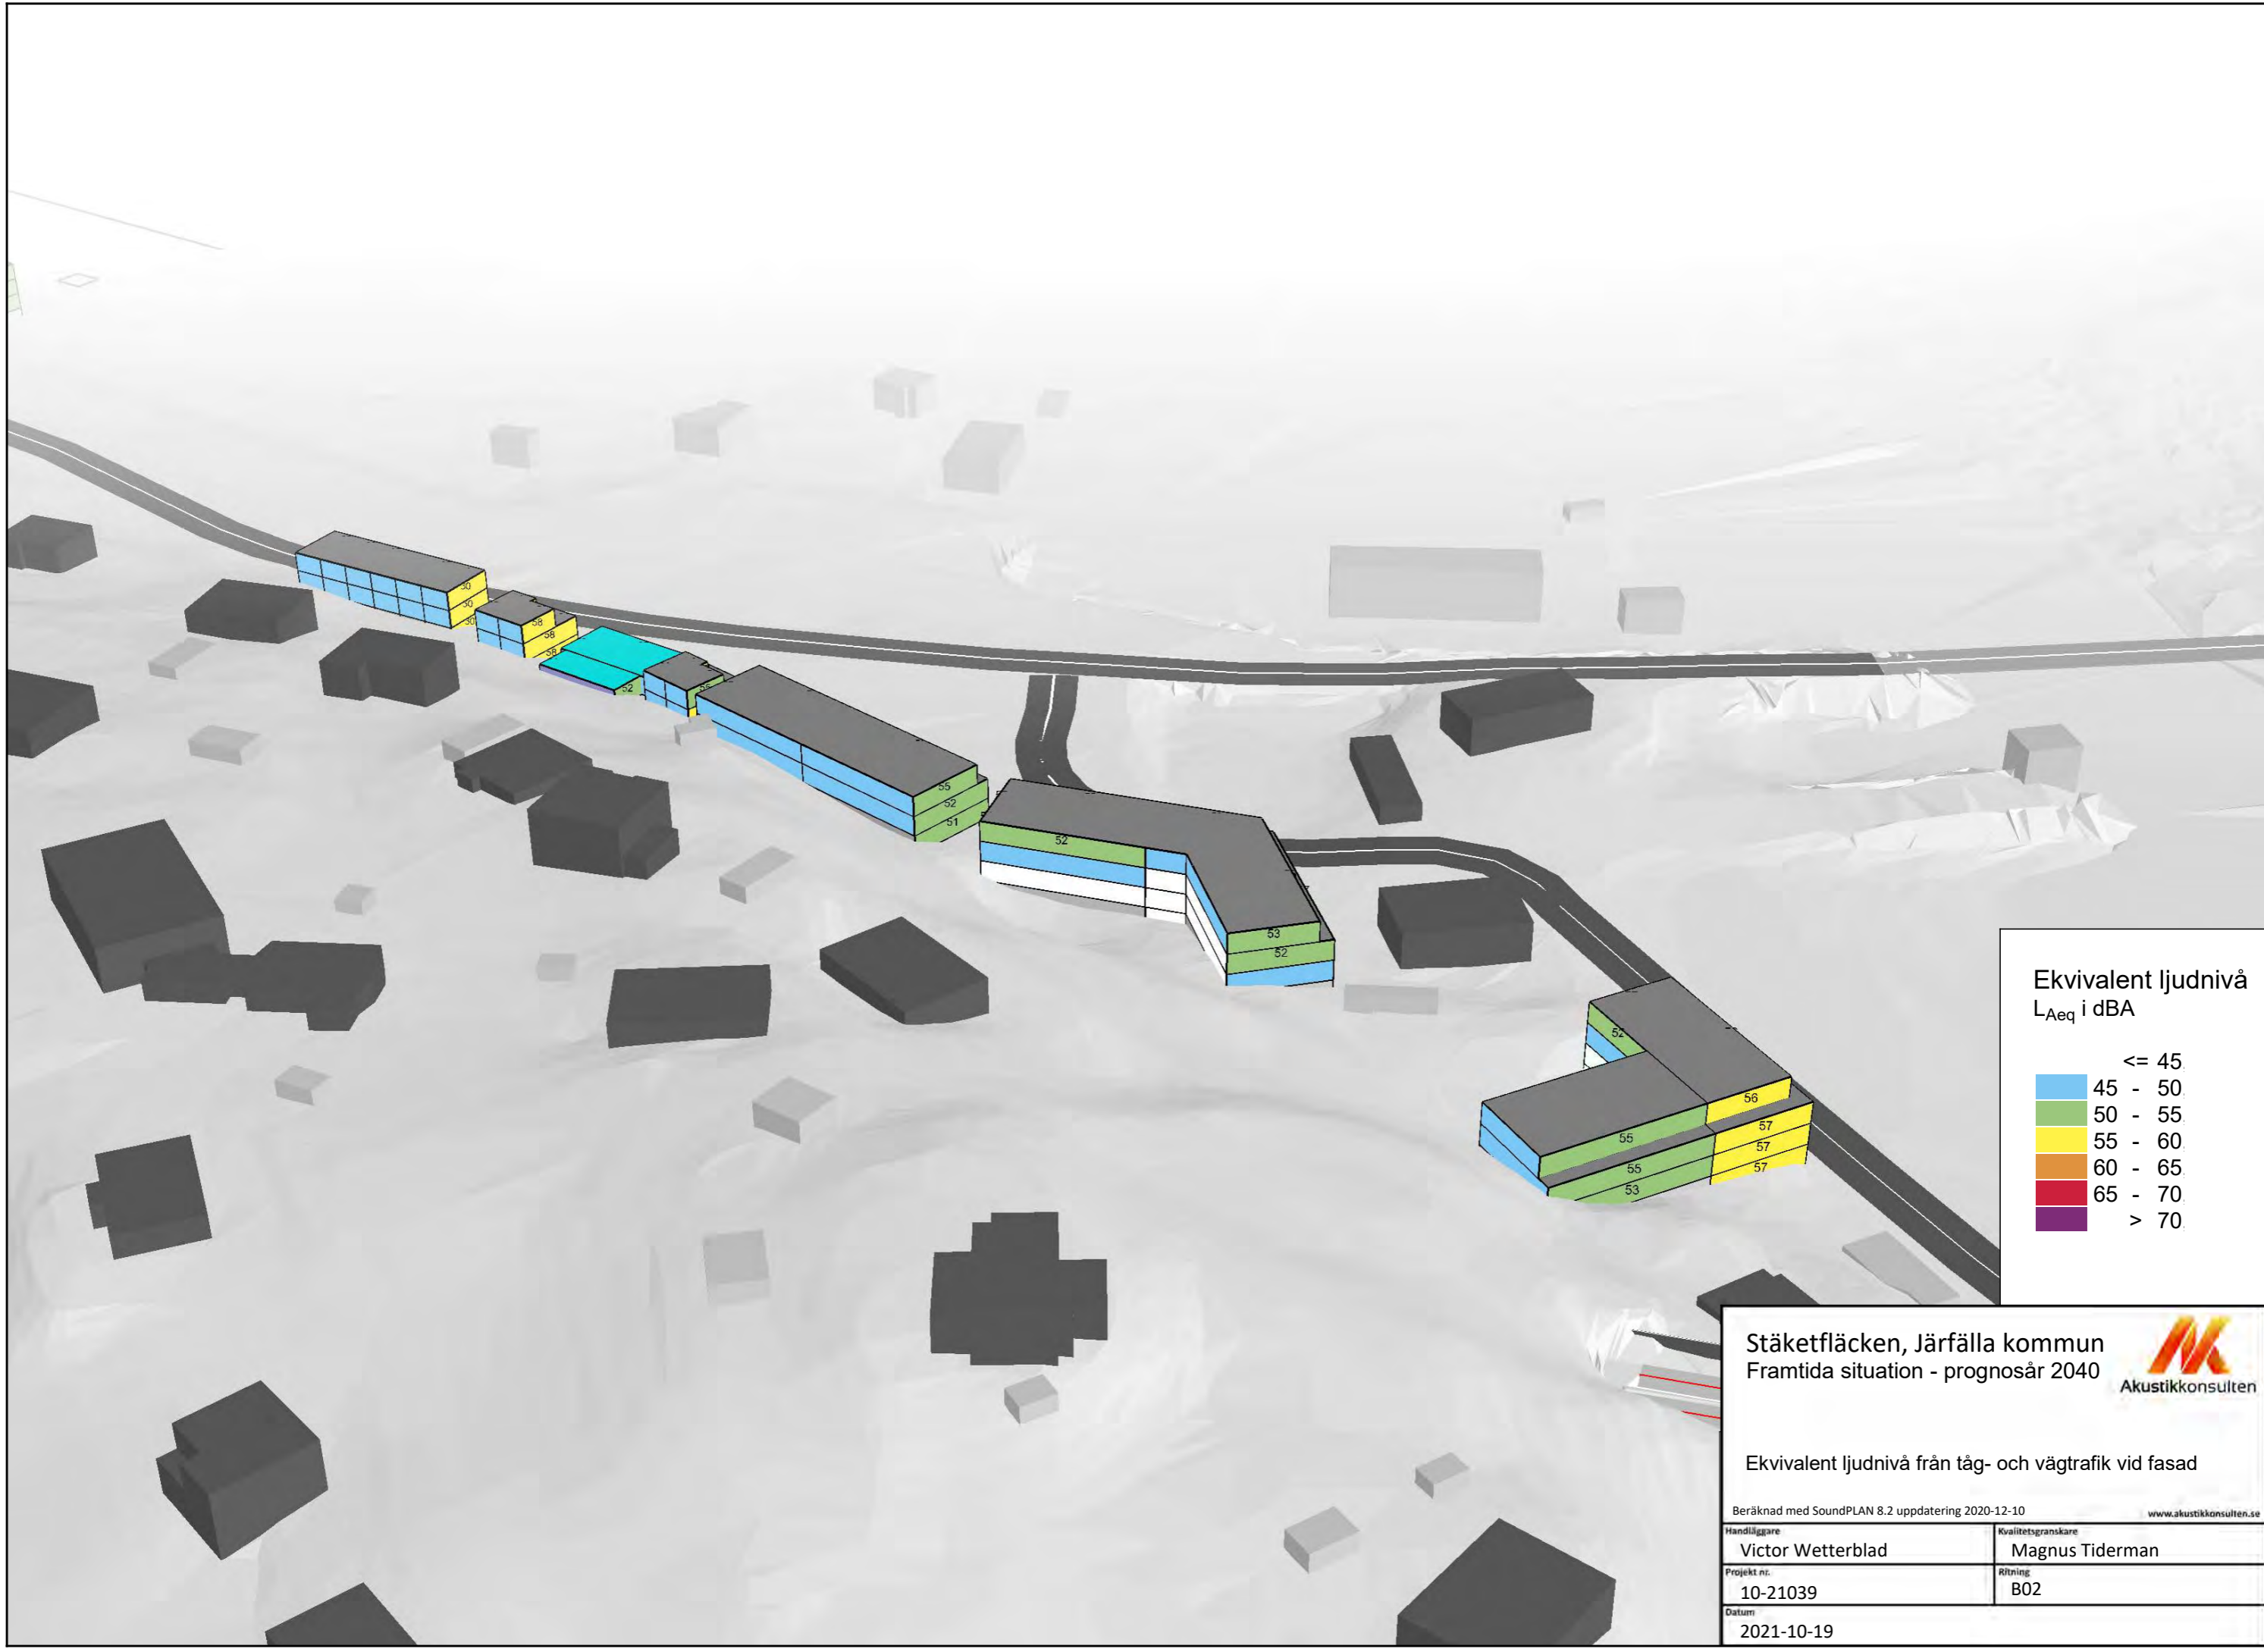 30
30
30
58
58
58
52
55
55
52
51
52
53
52
52
56
57
57
57
55
55
53
Ekvivalent ljudnivå
LAeq i dBA
<= 45
45 - 50
50 - 55
55 - 60
60 - 65
65 - 70
> 70
Stäketfläcken, Järfälla kommun
Framtida situation - prognosår 2040
Akustikkonsulten
Ekvivalent ljudnivå från tåg- och vägtrafik vid fasad
Beräknad med SoundPLAN 8.2 uppdatering 2020-12-10
www.akustikkonsulten.se
Handläggare
Victor Wetterblad
Kvalitetsgranskare
Magnus Tiderman
Projekt nr.
10-21039
Ritning
B02
Datum
2021-10-19